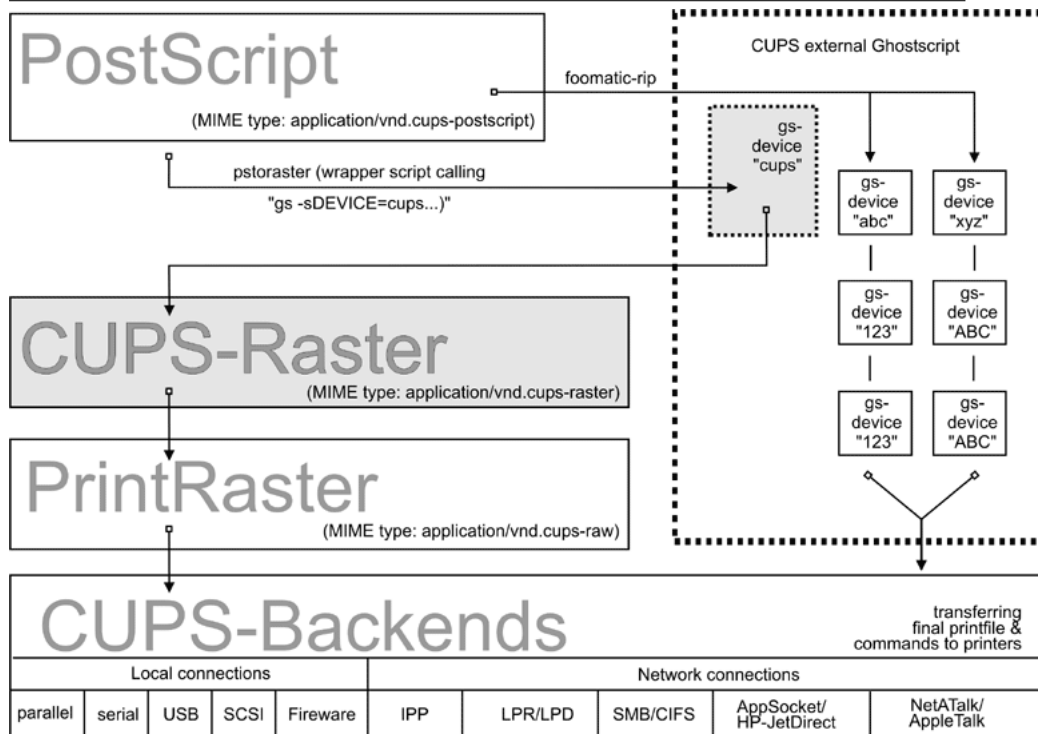 PostScript
(MIME type: application/vnd.cups-postscript)
foomatic-rip
CUPS external Ghostscript
pstoraster (wrapper script calling
"gs -sDEVICE=cups...)"
gs-
device
"cups"
gs-
device
"abc"
gs-
device
"xyz"
gs-
device
"123"
gs-
device
"ABC"
gs-
device
"123"
gs-
device
"ABC"
CUPS-Raster
(MIME type: application/vnd.cups-raster)
PrintRaster
(MIME type: application/vnd.cups-raw)
CUPS-Backends
transferring
final printfile &
commands to printers
Local connections
Network connections
parallel
serial
USB
SCSI
Fireware
IPP
LPR/LPD
SMB/CIFS
AppSocket/
HP-JetDirect
NetATalk/
AppleTalk